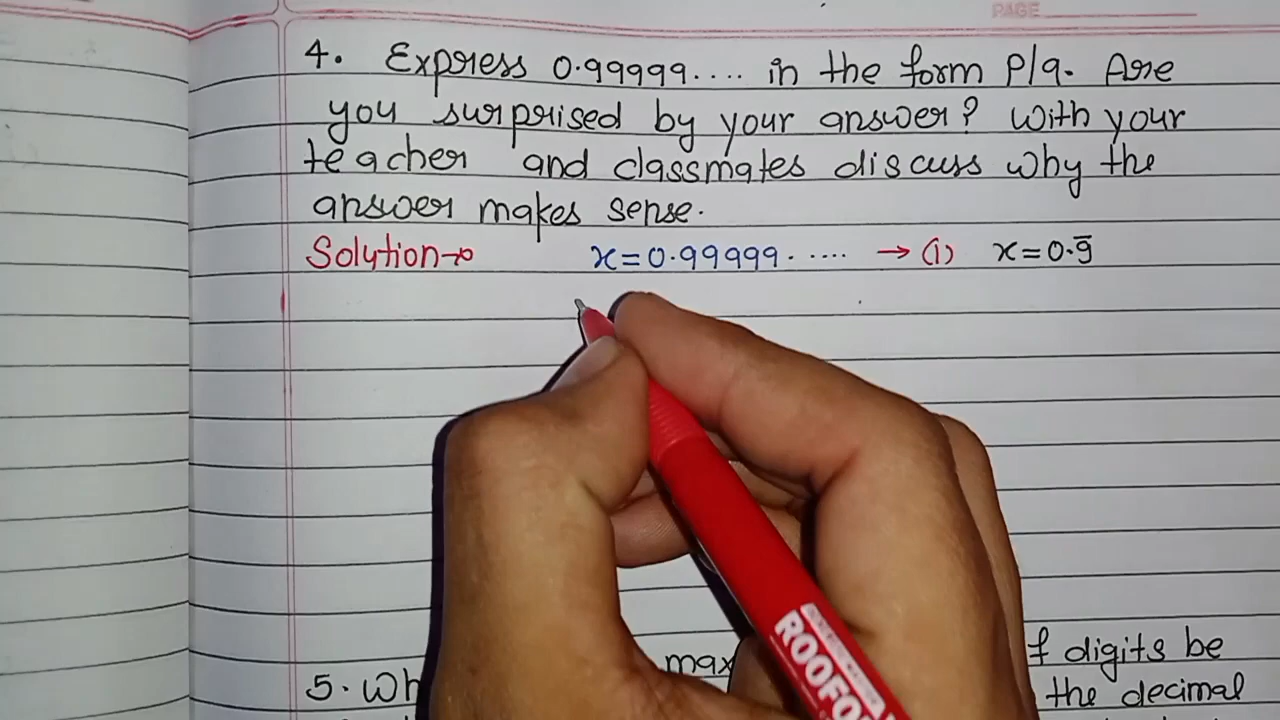 PAGE
4. Express 0.99999.... in the form P/q. Are
you surprised by your answer? With your
teacher and classmates discuss why the
answer makes sense.
Solution→ x=0.99999...... → (1) x=0.9̅
max f digits be
5. Wh the decimal
ROOFO